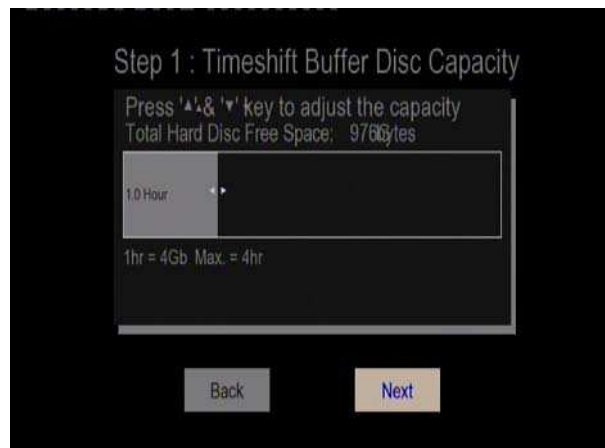 Step 1 : Timeshift Buffer Disc Capacity
Press '▲'& '▼' key to adjust the capacity
Total Hard Disc Free Space: 976
1.0 Hour
1hr = 4Gb Max. = 4hr
Back Next